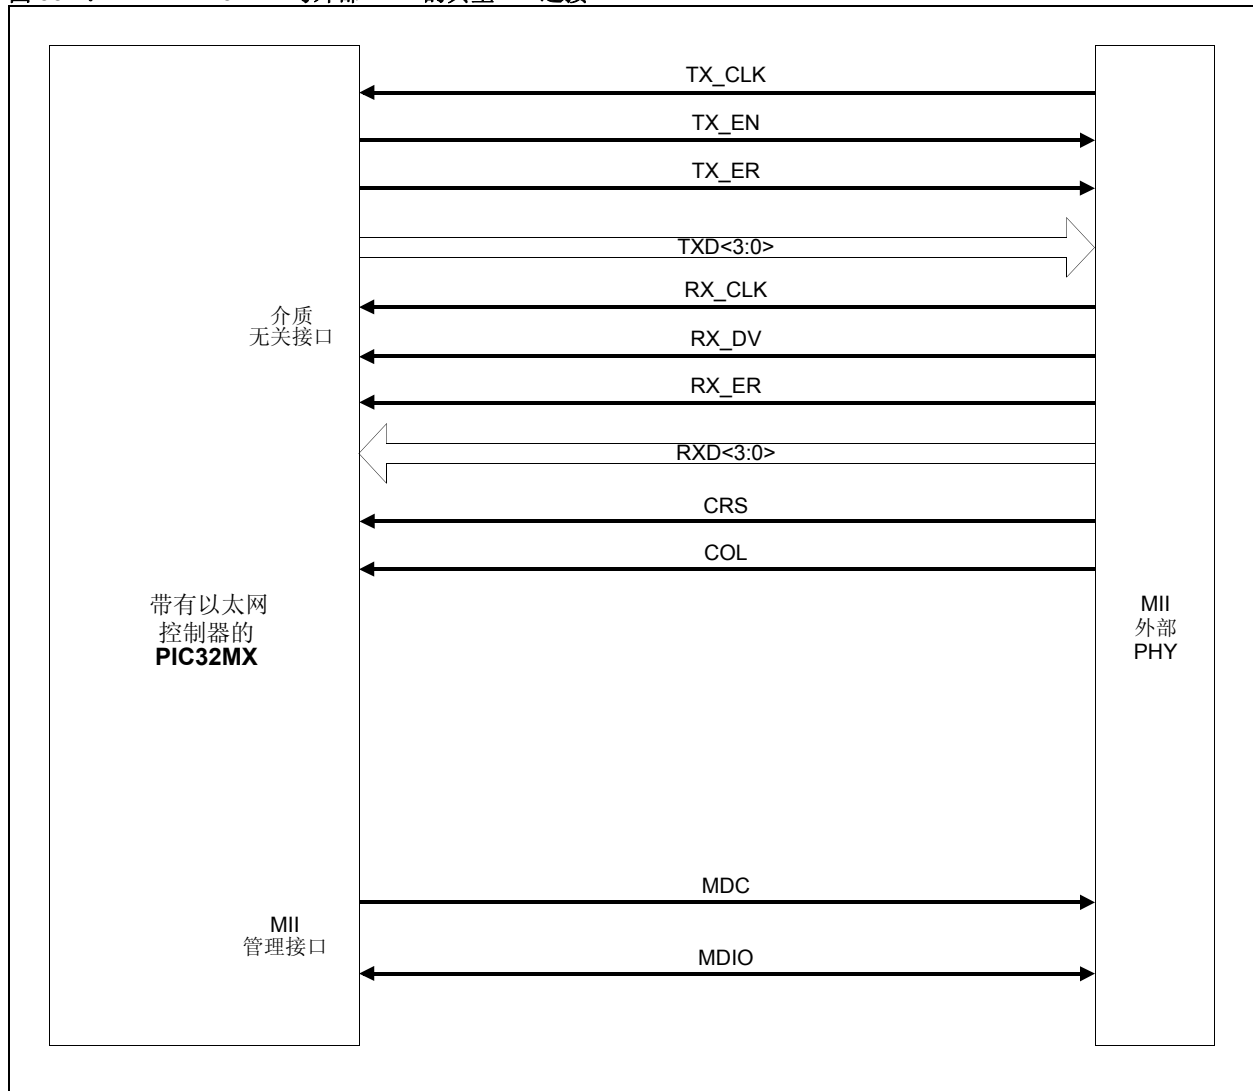 TX_CLK
TX_EN
TX_ER
TXD<3:0>
RX_CLK
介质
无关接口
RX_DV
RX_ER
RXD<3:0>
CRS
COL
带有以太网
控制器的
PIC32MX
MII
外部
PHY
MDC
MII
管理接口
MDIO